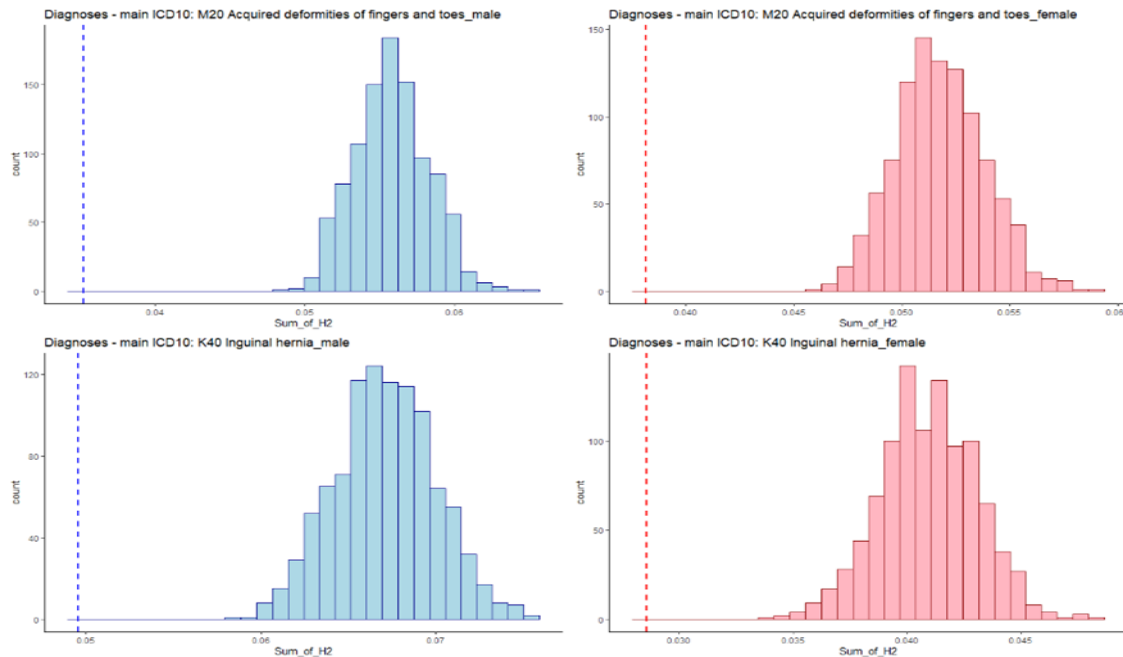 Diagnoses - main ICD10: M20 Acquired deformities of fingers and toes_male
150
100
50
0
count
0.04
0.05
0.06
Sum_of_H2
Diagnoses - main ICD10: M20 Acquired deformities of fingers and toes_female
150
100
50
0
count
0.040
0.045
0.050
0.055
0.06
Sum_of_H2
Diagnoses - main ICD10: K40 Inguinal hernia_male
120
80
40
0
count
0.05
0.06
0.07
Sum_of_H2
Diagnoses - main ICD10: K40 Inguinal hernia_female
100
50
0
count
0.030
0.035
0.040
0.045
Sum_of_H2